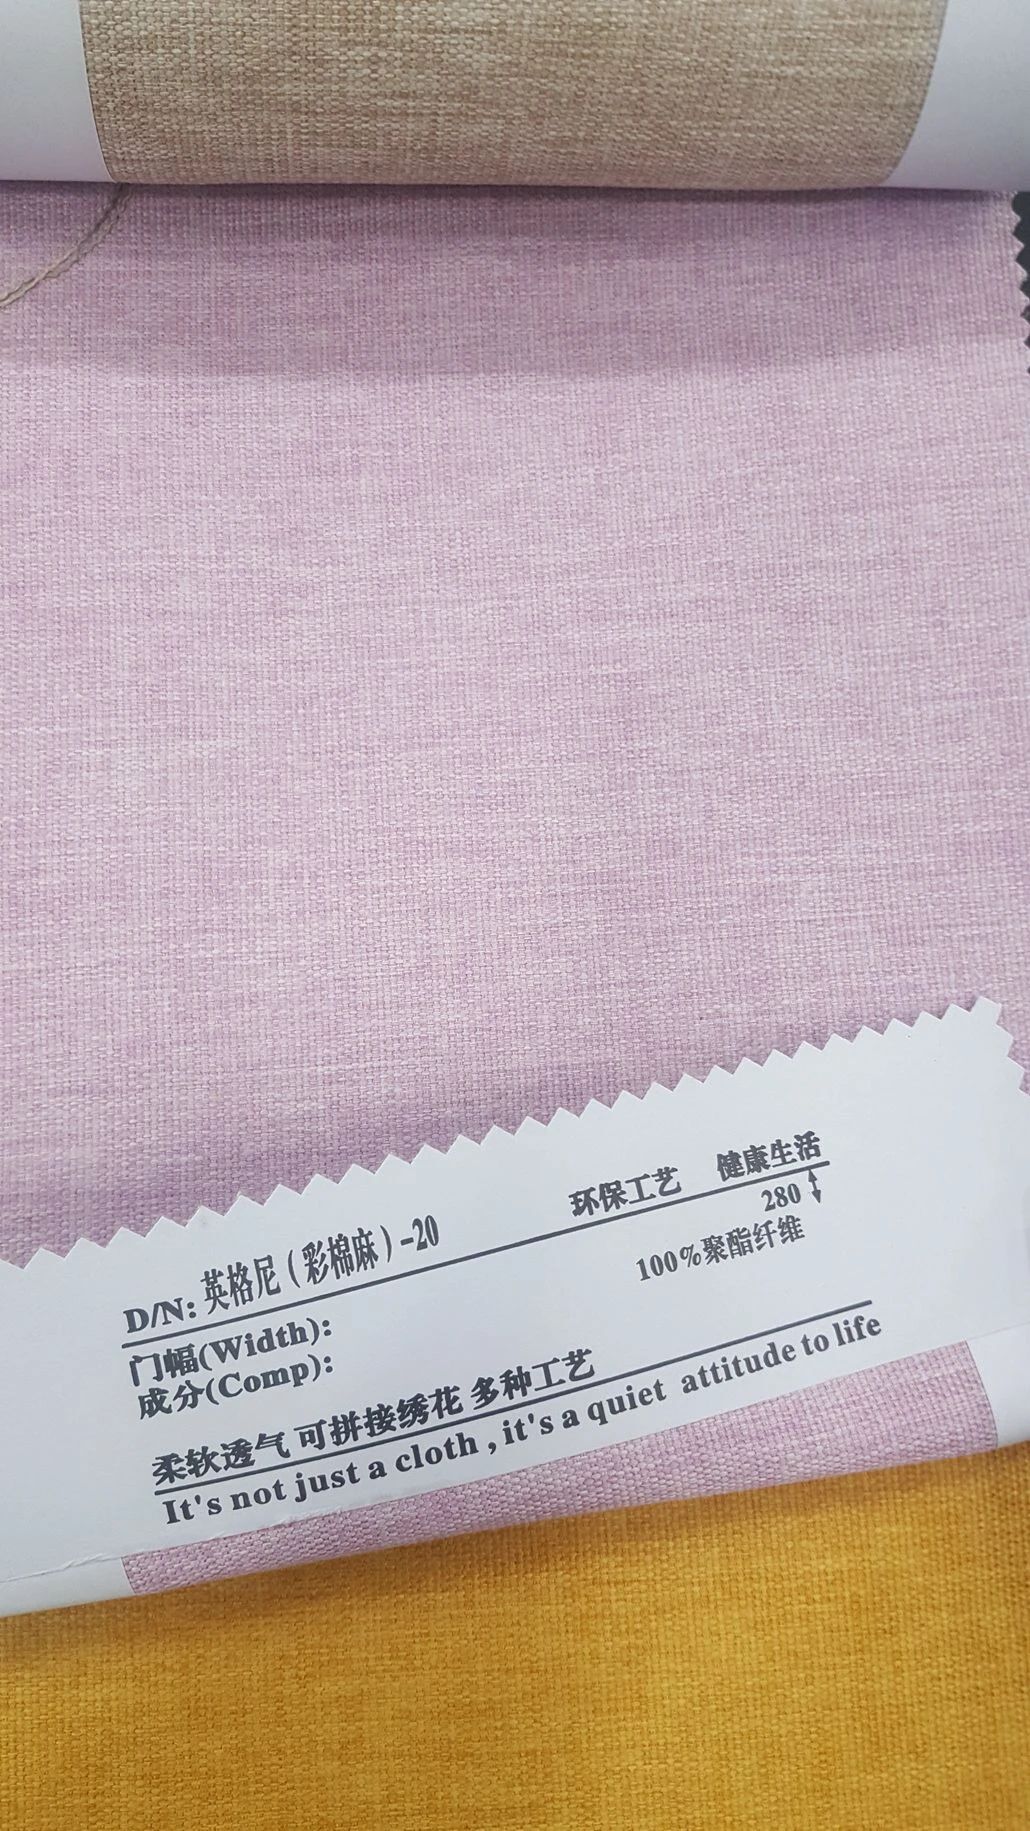 环保工艺 健康生活
D/N: 英格尼（彩棉麻）-20
门幅(Width): 280
成分(Comp): 100%聚酯纤维
柔软透气 可拼接绣花 多种工艺
It's not just a cloth , it's a quiet attitude to life